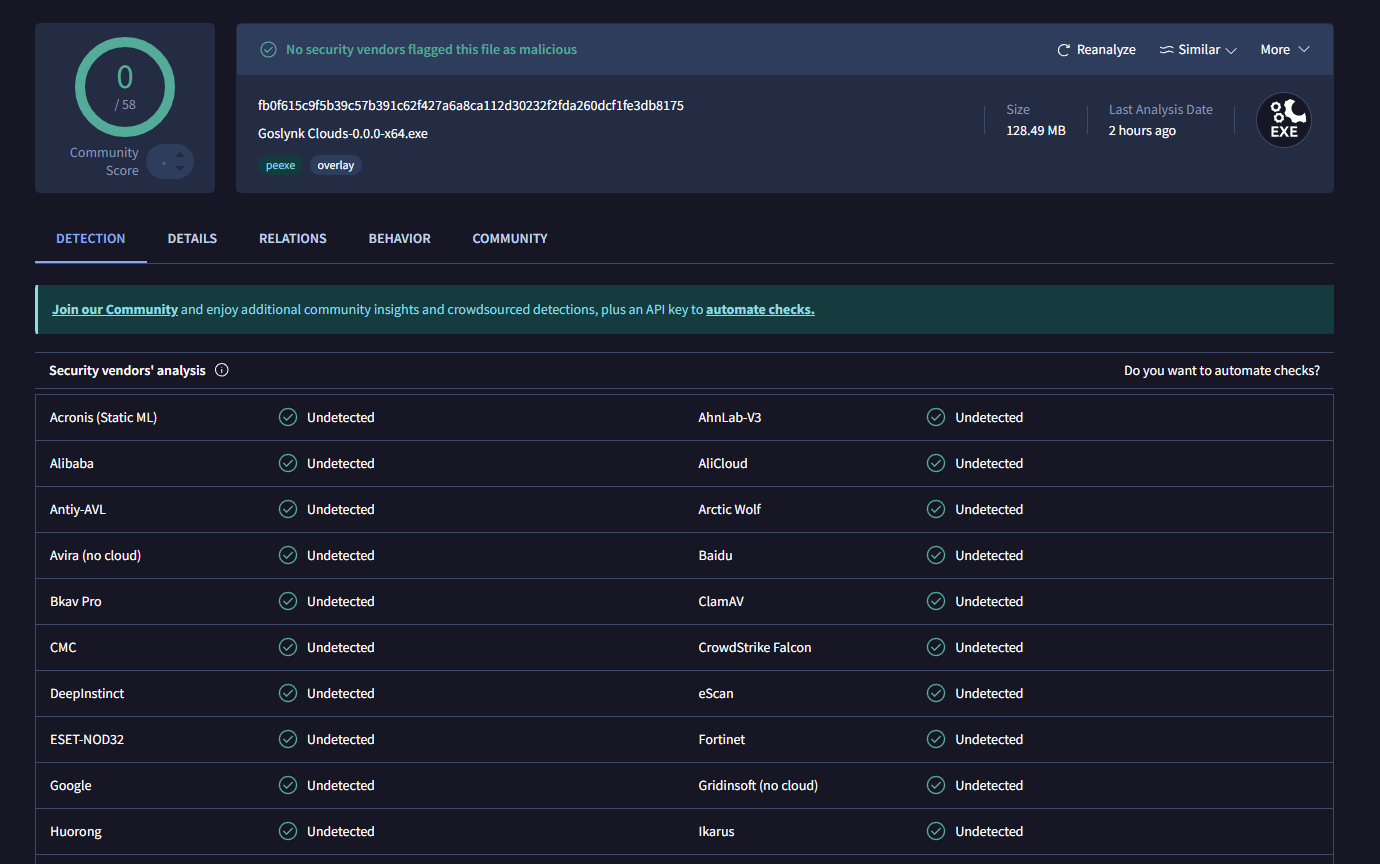 0
/ 58
Community
Score
No security vendors flagged this file as malicious
Reanalyze Similar More
fb0f615c9f5b39c57b391c62f427a6a8ca112d30232f2fda260dcf1fe3db8175
Goslynk Clouds-0.0.0-x64.exe
peexe overlay
Size
128.49 MB
Last Analysis Date
2 hours ago
EXE
DETECTION DETAILS RELATIONS BEHAVIOR COMMUNITY
Join our Community and enjoy additional community insights and crowdsourced detections, plus an API key to automate checks.
Security vendors' analysis Do you want to automate checks?
Acronis (Static ML) Undetected AhnLab-V3 Undetected
Alibaba Undetected AliCloud Undetected
Antiy-AVL Undetected Arctic Wolf Undetected
Avira (no cloud) Undetected Baidu Undetected
Bkav Pro Undetected ClamAV Undetected
CMC Undetected CrowdStrike Falcon Undetected
DeepInstinct Undetected eScan Undetected
ESET-NOD32 Undetected Fortinet Undetected
Google Undetected Gridinsoft (no cloud) Undetected
Huorong Undetected Ikarus Undetected